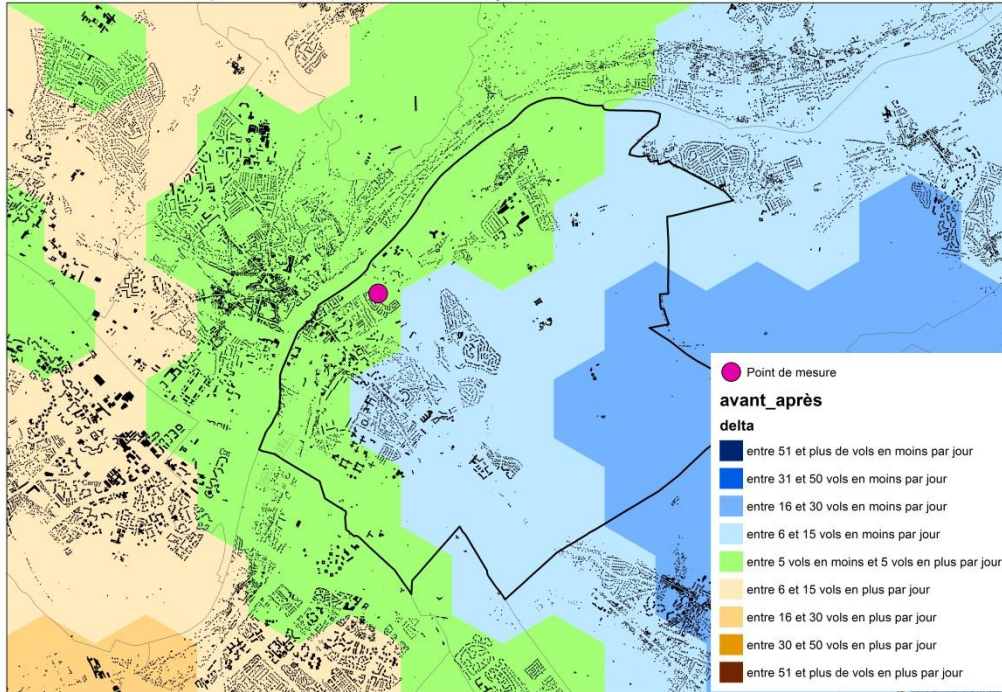 Cergy
Point de mesure
avant_après
delta
entre 51 et plus de vols en moins par jour
entre 31 et 50 vols en moins par jour
entre 16 et 30 vols en moins par jour
entre 6 et 15 vols en moins par jour
entre 5 vols en moins et 5 vols en plus par jour
entre 6 et 15 vols en plus par jour
entre 16 et 30 vols en plus par jour
entre 30 et 50 vols en plus par jour
entre 51 et plus de vols en plus par jour